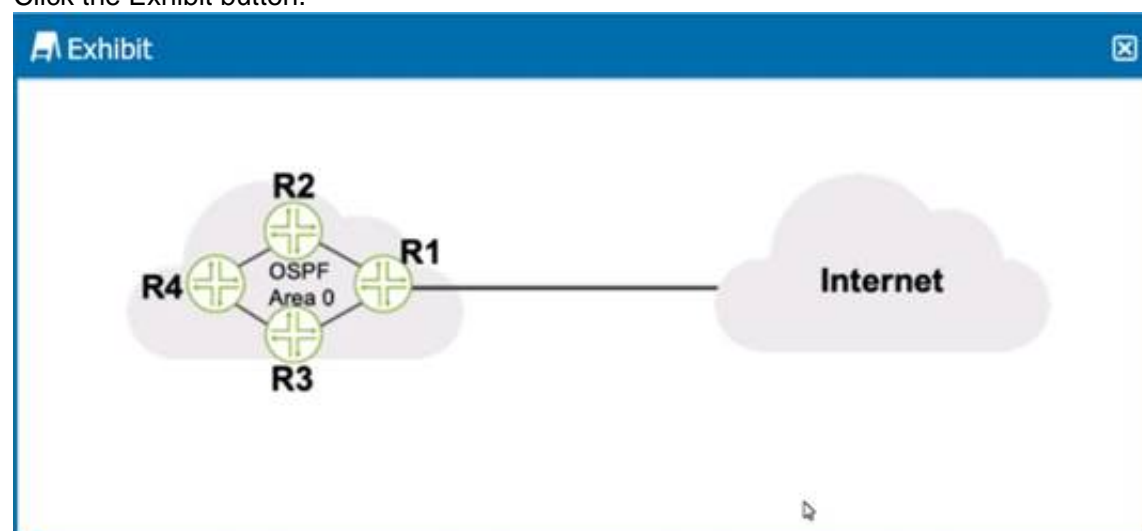 Click the Exhibit button.
Exhibit
R2
R1
OSPF
R4
Area 0
Internet
R3